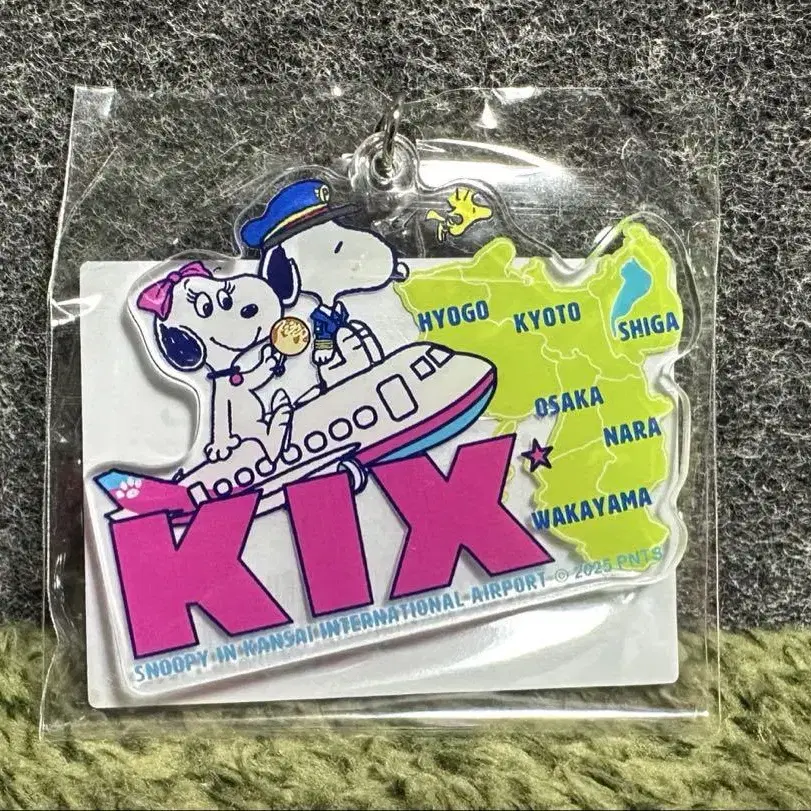 HYOGO
KYOTO
SHIGA
OSAKA
NARA
WAKAYAMA
KIX
SNOOPY IN KANSAI INTERNATIONAL AIRPORT © 2025 PNTS